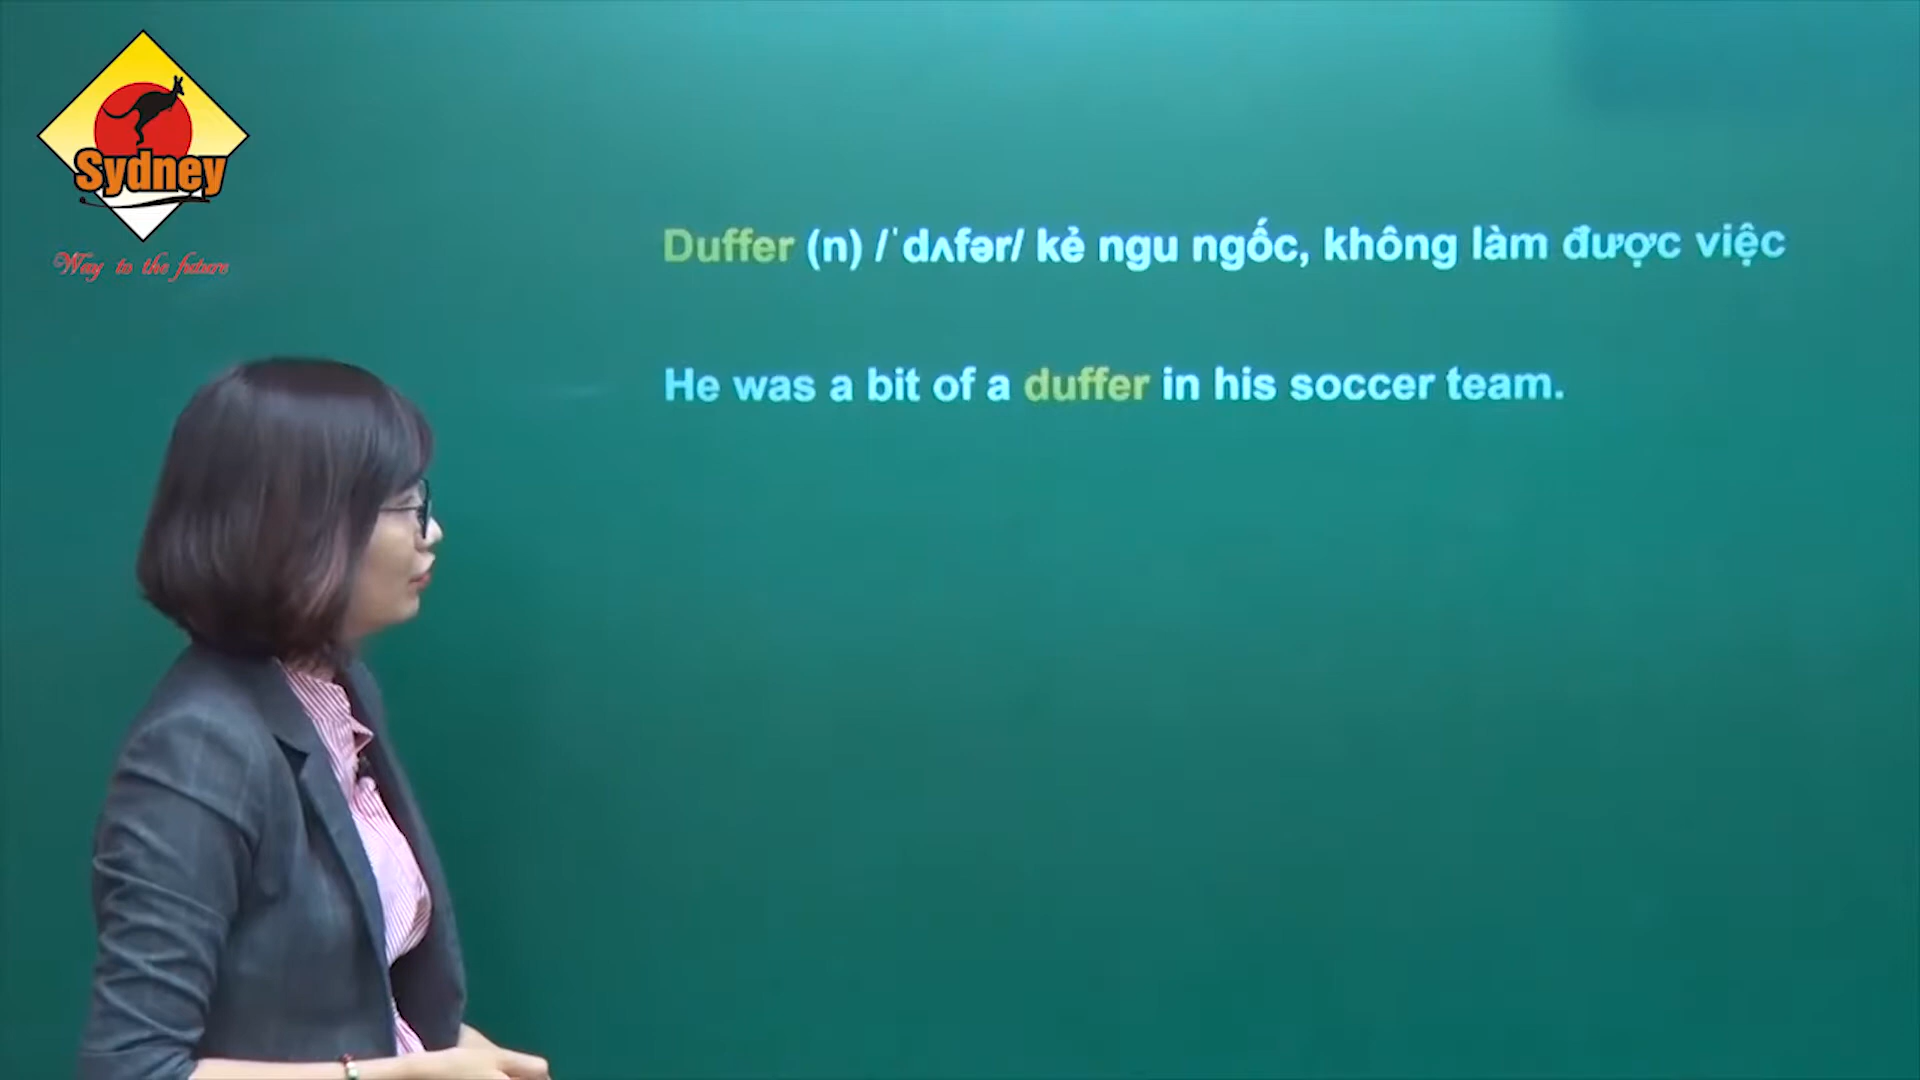 Sydney
Way to the future
Duffer (n) /ˈdʌfər/ kẻ ngu ngốc, không làm được việc
He was a bit of a duffer in his soccer team.